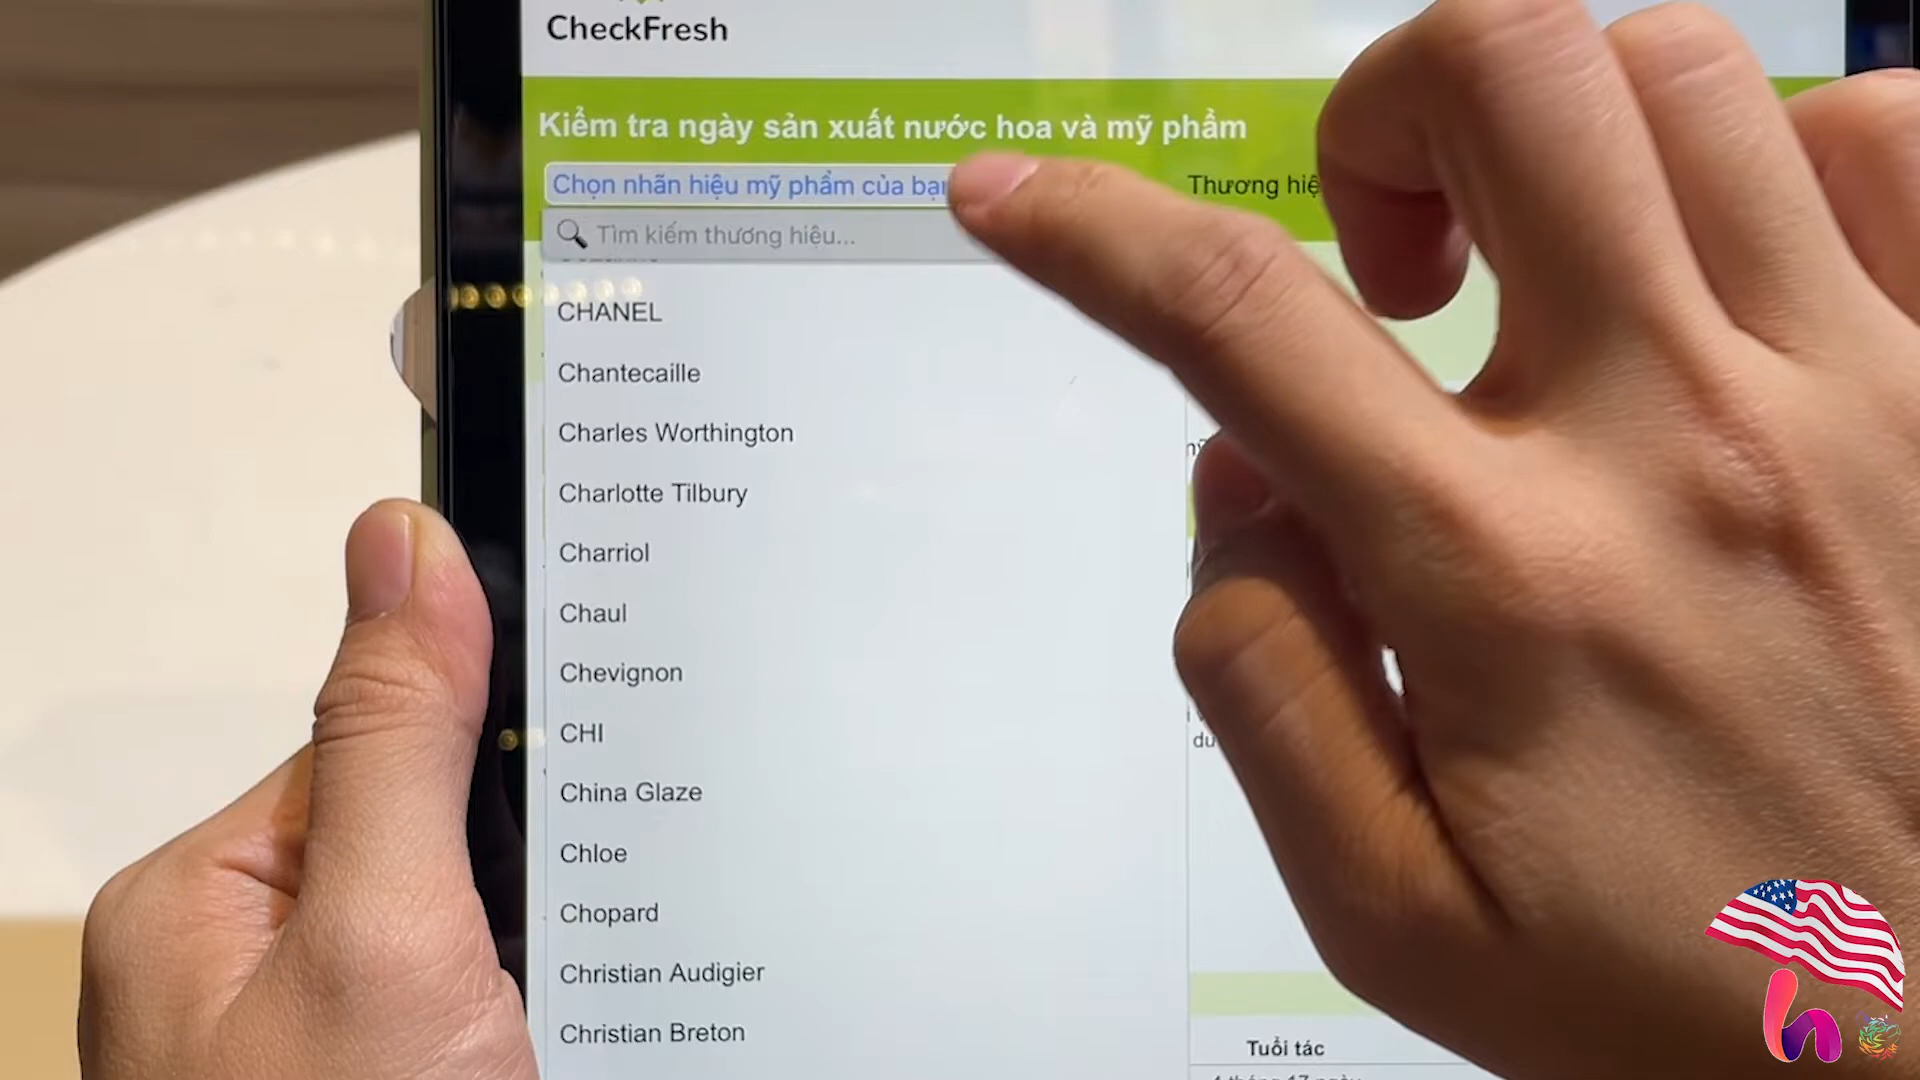 CheckFresh
Kiểm tra ngày sản xuất nước hoa và mỹ phẩm
Chọn nhãn hiệu mỹ phẩm của bạn
Thương hiệ
Tìm kiếm thương hiệu...
CHANEL
Chantecaille
Charles Worthington
Charlotte Tilbury
Charriol
Chaul
Chevignon
CHI
China Glaze
Chloe
Chopard
Christian Audigier
Christian Breton
Tuổi tác